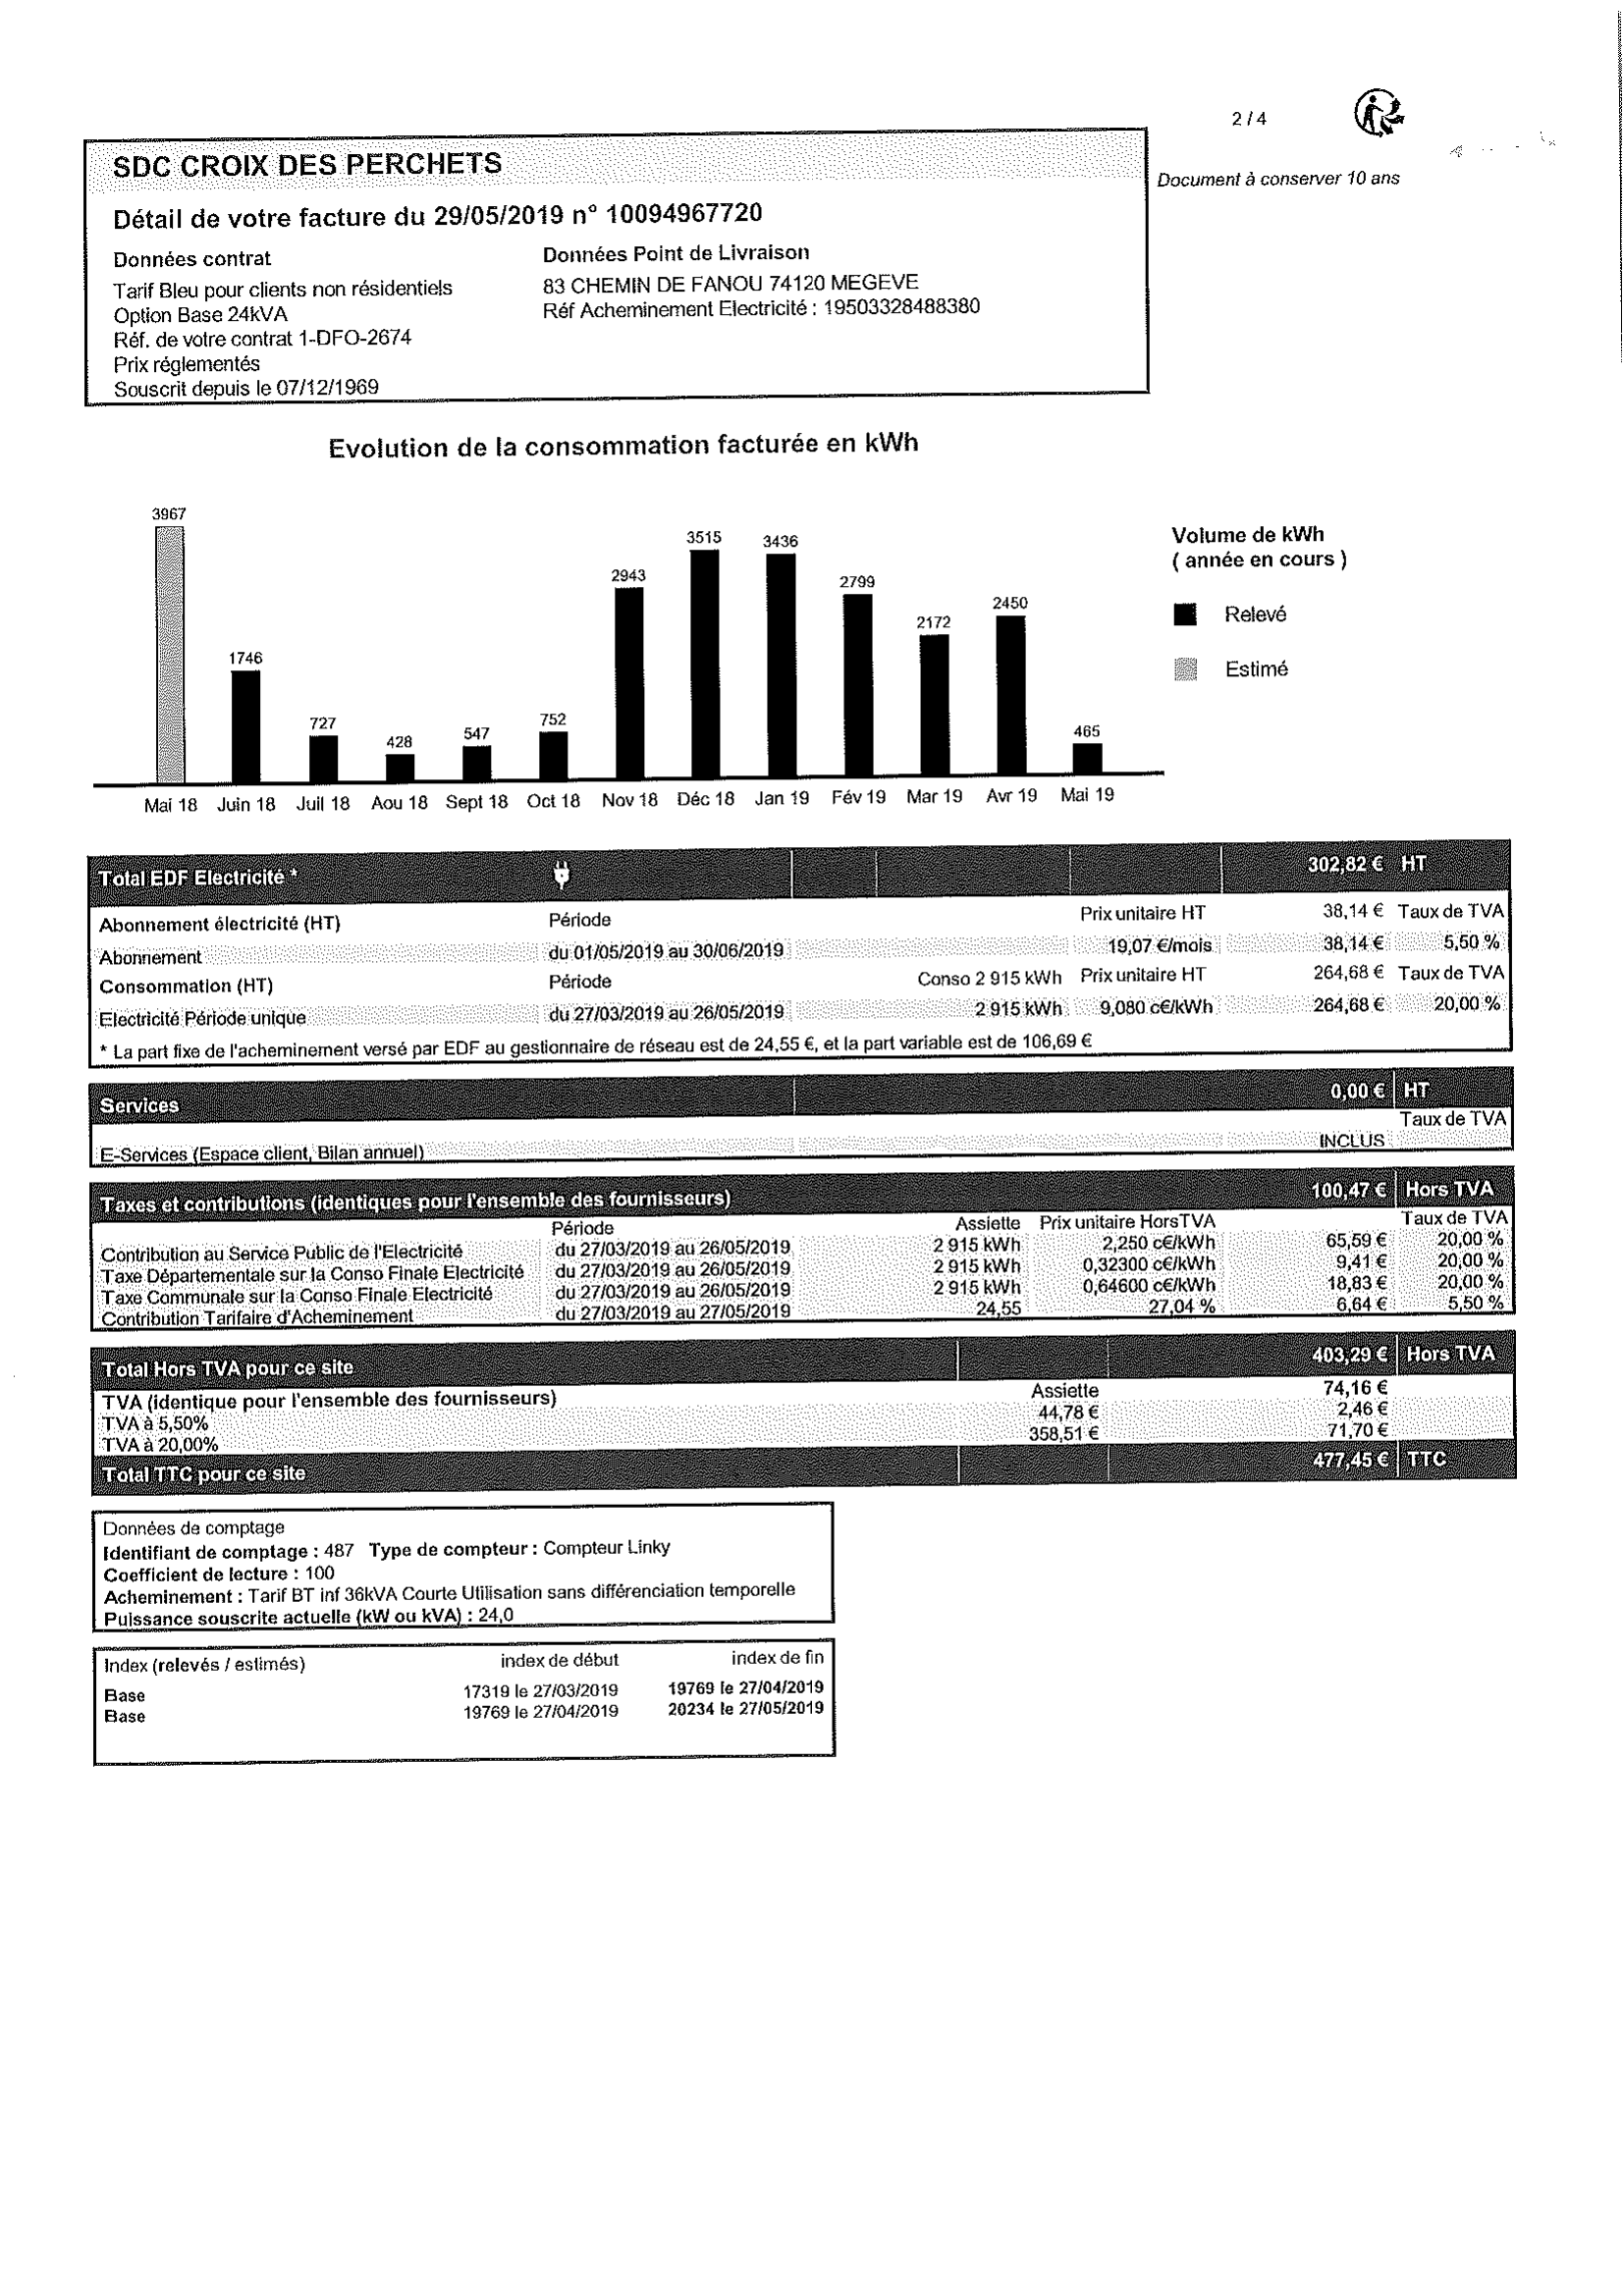 2 / 4
Document à conserver 10 ans
SDC CROIX DES PERCHETS
Détail de votre facture du 29/05/2019 n° 10094967720
Données contrat
Tarif Bleu pour clients non résidentiels
Option Base 24kVA
Réf. de votre contrat 1-DFO-2674
Prix réglementés
Souscrit depuis le 07/12/1969
Données Point de Livraison
83 CHEMIN DE FANOU 74120 MEGEVE
Réf Acheminement Electricité : 19503328488380
Evolution de la consommation facturée en kWh
3967
1746
727
428
547
752
2943
3515
3436
2799
2172
2450
465
Mai 18 Juin 18 Juil 18 Aou 18 Sept 18 Oct 18 Nov 18 Déc 18 Jan 19 Fév 19 Mar 19 Avr 19 Mai 19
Volume de kWh
( année en cours )
Relevé
Estimé
Total EDF Electricité * 302,82 € HT
Abonnement électricité (HT) Période Prix unitaire HT 38,14 € Taux de TVA
Abonnement du 01/05/2019 au 30/06/2019 19,07 €/mois 38,14 € 5,50 %
Consommation (HT) Période Conso 2 915 kWh Prix unitaire HT 264,68 € Taux de TVA
Electricité Période unique du 27/03/2019 au 26/05/2019 2 915 kWh 9,080 c€/kWh 264,68 € 20,00 %
* La part fixe de l'acheminement versé par EDF au gestionnaire de réseau est de 24,55 €, et la part variable est de 106,69 €
Services 0,00 € HT
Taux de TVA
E-Services (Espace client, Bilan annuel) INCLUS
Taxes et contributions (identiques pour l'ensemble des fournisseurs) 100,47 € Hors TVA
Période Assiette Prix unitaire HorsTVA Taux de TVA
Contribution au Service Public de l'Electricité du 27/03/2019 au 26/05/2019 2 915 kWh 2,250 c€/kWh 65,59 € 20,00 %
Taxe Départementale sur la Conso Finale Electricité du 27/03/2019 au 26/05/2019 2 915 kWh 0,32300 c€/kWh 9,41 € 20,00 %
Taxe Communale sur la Conso Finale Electricité du 27/03/2019 au 26/05/2019 2 915 kWh 0,64600 c€/kWh 18,83 € 20,00 %
Contribution Tarifaire d'Acheminement du 27/03/2019 au 27/05/2019 24,55 27,04 % 6,64 € 5,50 %
Total Hors TVA pour ce site 403,29 € Hors TVA
TVA (identique pour l'ensemble des fournisseurs) Assiette 74,16 €
TVA à 5,50% 44,78 € 2,46 €
TVA à 20,00% 358,51 € 71,70 €
Total TTC pour ce site 477,45 € TTC
Données de comptage
Identifiant de comptage : 487 Type de compteur : Compteur Linky
Coefficient de lecture : 100
Acheminement : Tarif BT inf 36kVA Courte Utilisation sans différenciation temporelle
Puissance souscrite actuelle (kW ou kVA) : 24,0
Index (relevés / estimés) index de début index de fin
Base 17319 le 27/03/2019 19769 le 27/04/2019
Base 19769 le 27/04/2019 20234 le 27/05/2019